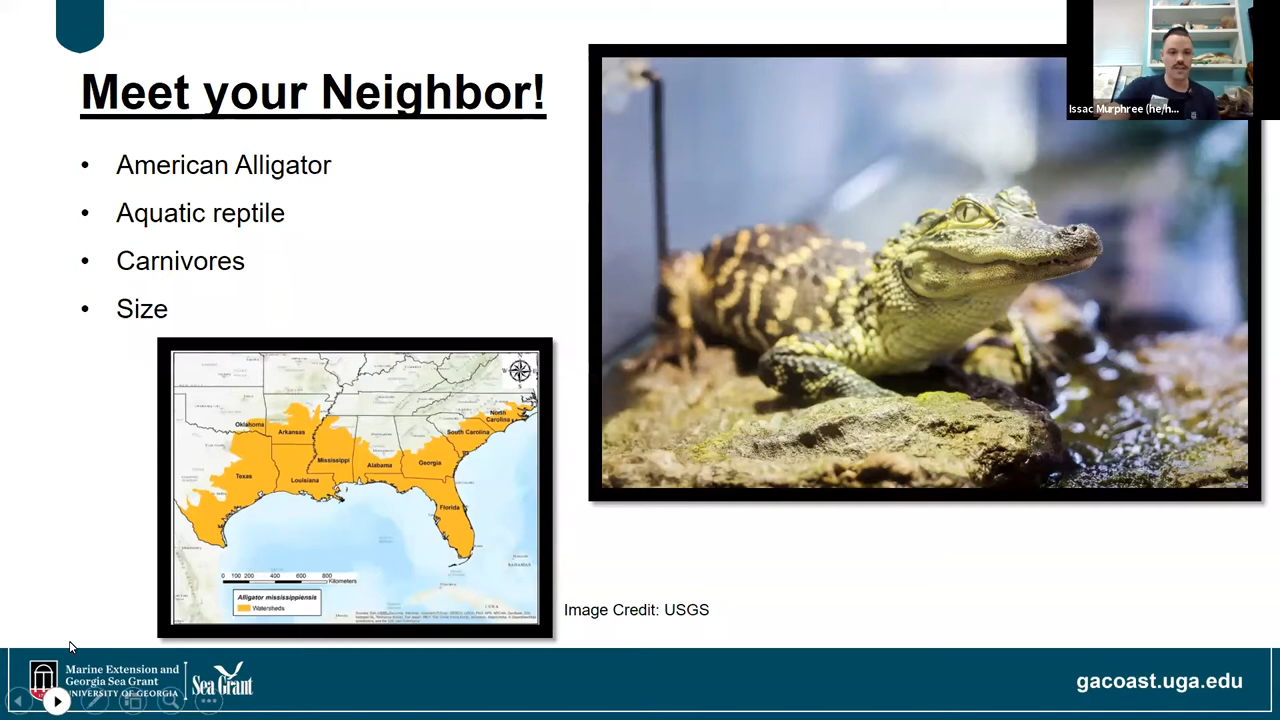 Meet your Neighbor!
• American Alligator
• Aquatic reptile
• Carnivores
• Size
Issac Murphree (he/h...
W
E
S
Oklahoma
Arkansas
North
Carolina
South Carolina
Mississippi
Alabama
Georgia
Texas
Louisiana
Florida
0 100 200 400 600 800
Kilometers
Alligator mississippiensis
Watersheds
Image Credit: USGS
Marine Extension and
Georgia Sea Grant
UNIVERSITY OF GEORGIA
Sea Grant
gacoast.uga.edu